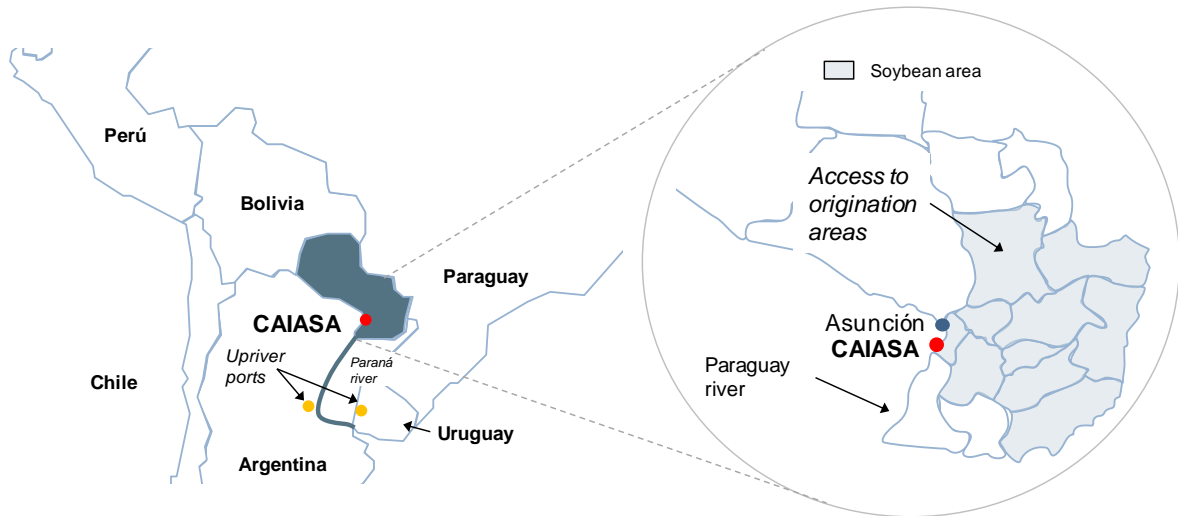 Perú
Bolivia
Paraguay
CAIASA
Upriver
ports
Paraná
river
Chile
Uruguay
Argentina
Soybean area
Access to
origination
areas
Asunción
CAIASA
Paraguay
river